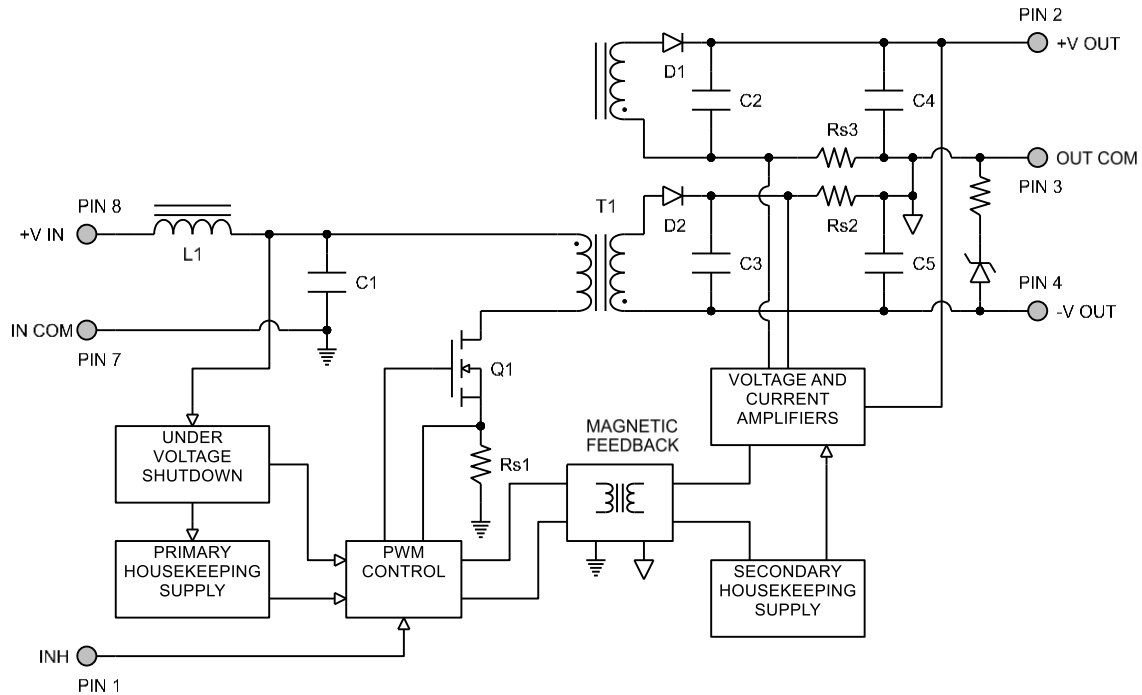 PIN 2
+V OUT
D1
C2
C4
Rs3
OUT COM
PIN 3
PIN 8
T1
+V IN
L1
D2
Rs2
C1
C3
C5
PIN 4
-V OUT
IN COM
PIN 7
Q1
VOLTAGE AND
CURRENT
AMPLIFIERS
MAGNETIC
FEEDBACK
UNDER
VOLTAGE
SHUTDOWN
Rs1
PRIMARY
HOUSEKEEPING
SUPPLY
PWM
CONTROL
SECONDARY
HOUSEKEEPING
SUPPLY
INH
PIN 1